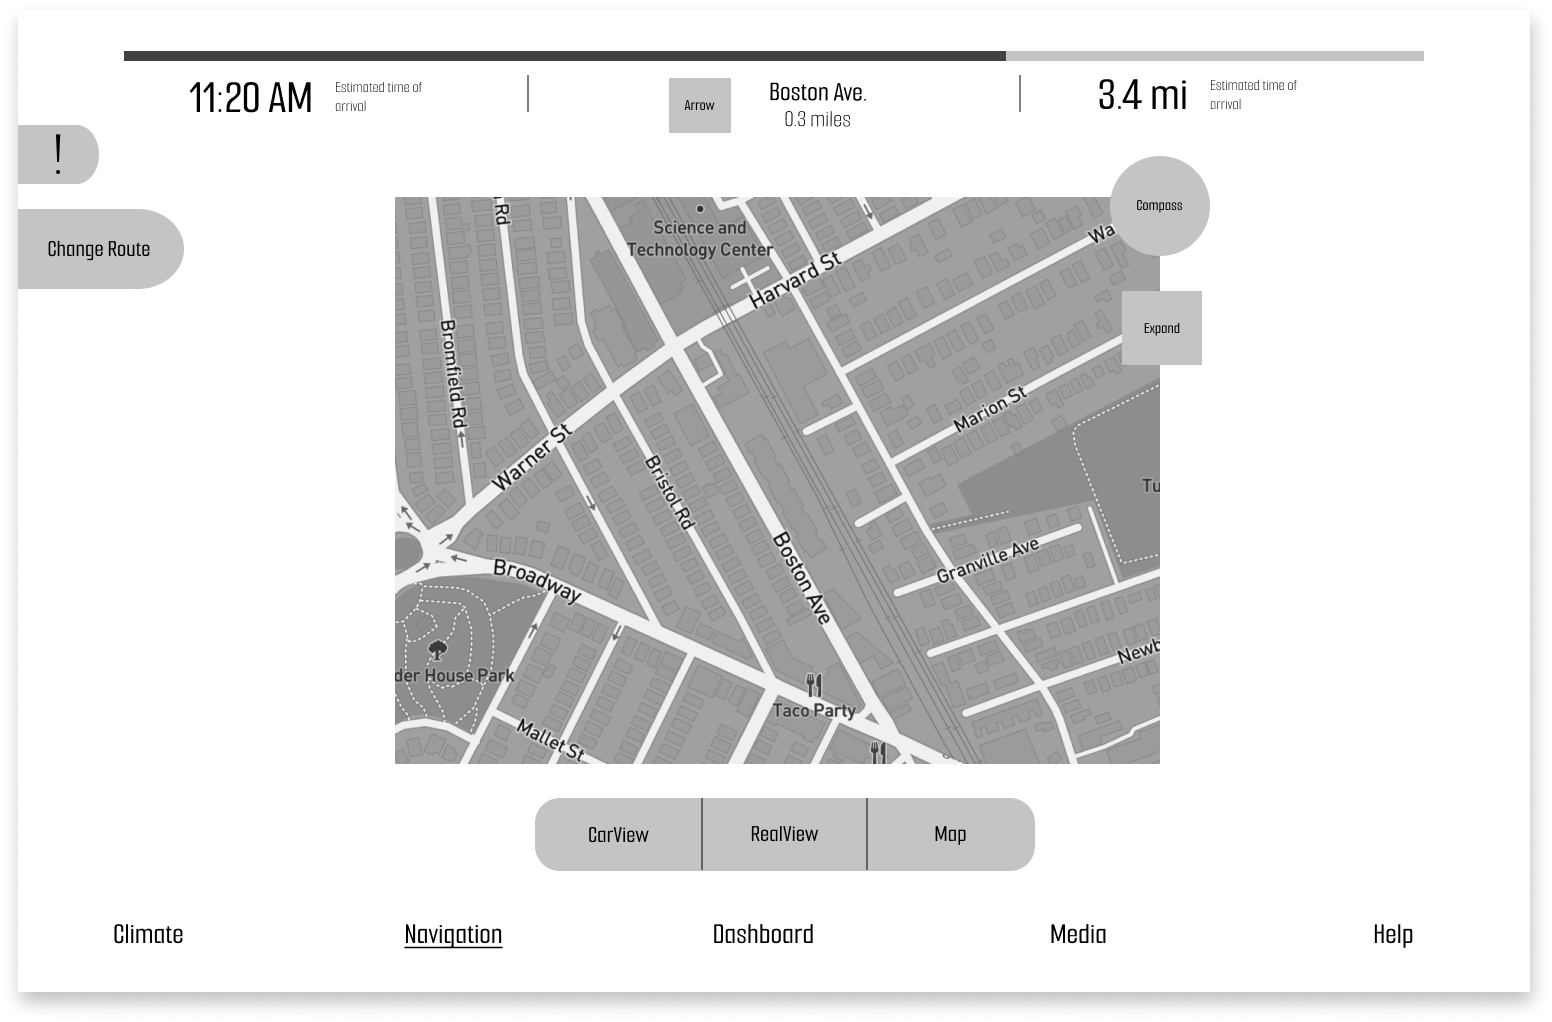 11:20 AM
Estimated time of
arrival
Arrow
Boston Ave.
0.3 miles
3.4 mi
Estimated time of
arrival
!
Change Route
Compass
Expand
Rd
Science and
Technology Center
Harvard St
Wa
Bromfield Rd
Warner St
Bristol Rd
Marion St
Tu
Boston Ave
Granville Ave
Broadway
Newb
der House Park
Taco Party
Mallet St
CarView
RealView
Map
Climate
Navigation
Dashboard
Media
Help